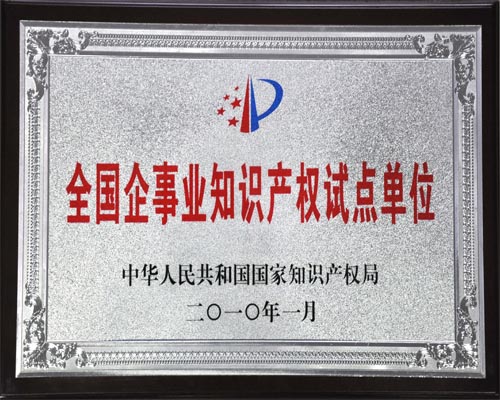 全国企事业知识产权试点单位
中华人民共和国国家知识产权局
二〇一〇年一月